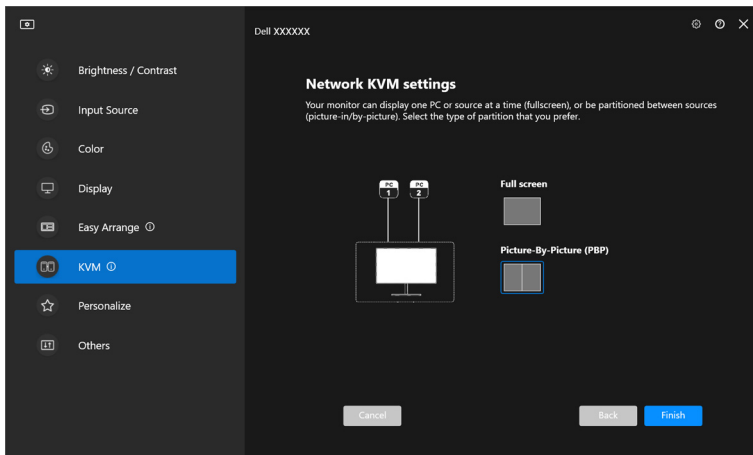 Dell XXXXXX
Brightness / Contrast
Input Source
Color
Display
Easy Arrange
KVM
Personalize
Others
Network KVM settings
Your monitor can display one PC or source at a time (fullscreen), or be partitioned between sources
(picture-in/by-picture). Select the type of partition that you prefer.
PC
1
PC
2
Full screen
Picture-By-Picture (PBP)
Cancel
Back
Finish